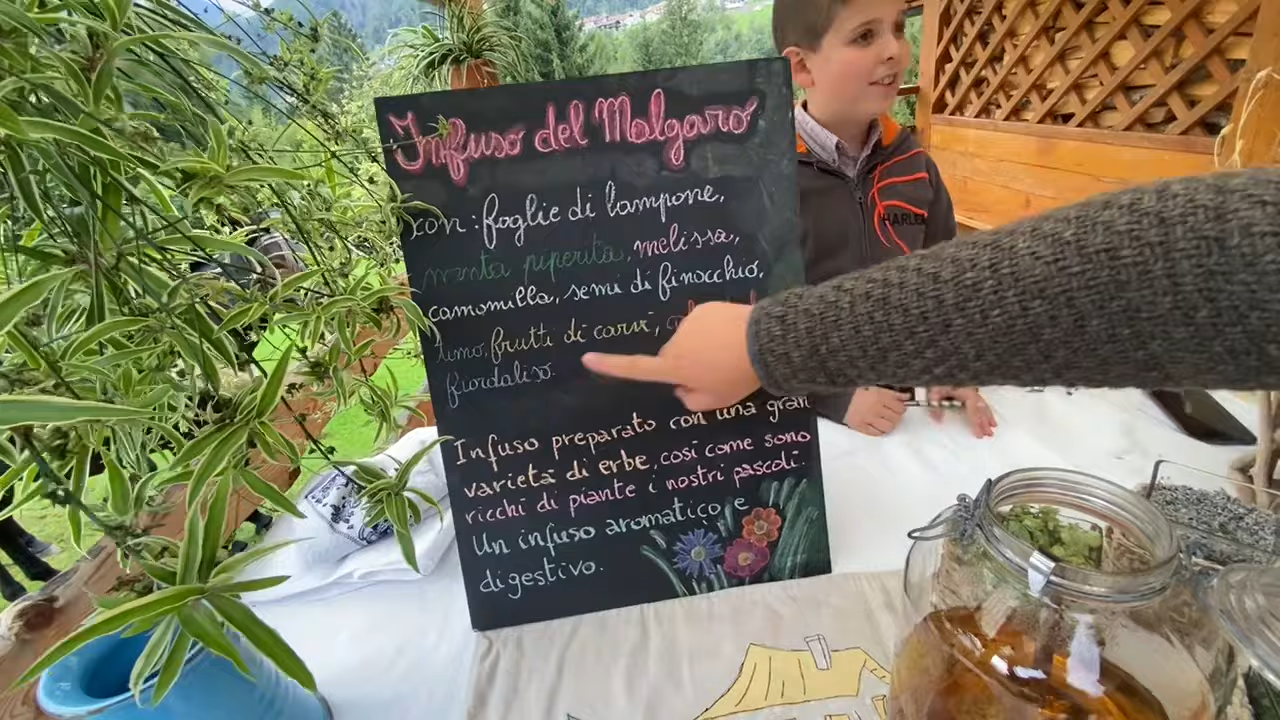 Infuso del Malgaro
con: foglie di lampone,
menta piperita, melissa,
camomilla, semi di finocchio,
timo, frutti di carvi,
fiordaliso.
Infuso preparato con una gran
varietà di erbe, così come sono
ricchi di piante i nostri pascoli.
Un infuso aromatico e
digestivo.